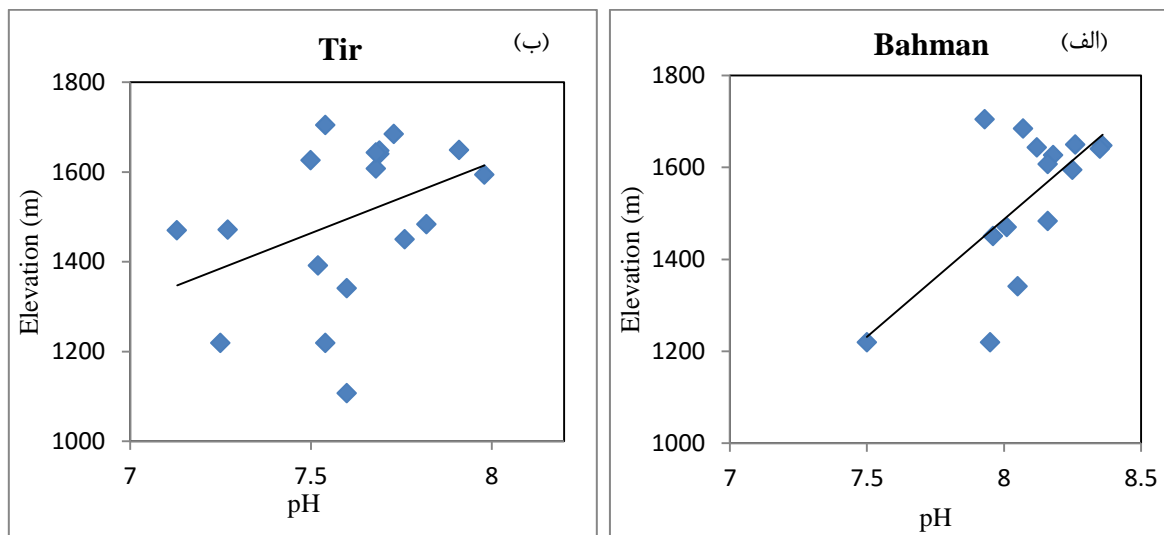 Tir
(ب)
1800
1600
1400
1200
1000
Elevation (m)
7
7.5
8
pH
Bahman
(الف)
1800
1600
1400
1200
1000
Elevation (m)
7
7.5
8
8.5
pH